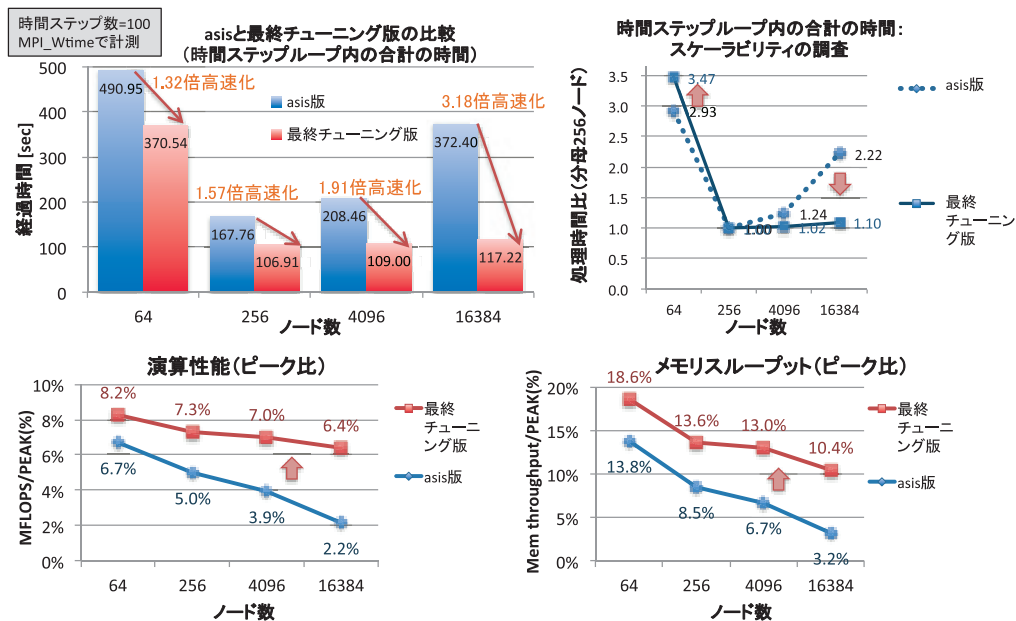 時間ステップ数=100
MPI_Wtimeで計測
asisと最終チューニング版の比較
(時間ステップループ内の合計の時間)
経過時間 [sec]
500
400
300
200
100
0
490.95
1.32倍高速化
370.54
asis版
最終チューニング版
1.57倍高速化
167.76
106.91
1.91倍高速化
208.46
109.00
3.18倍高速化
372.40
117.22
64
256
4096
16384
ノード数
時間ステップループ内の合計の時間:
スケーラビリティの調査
処理時間比(分母256ノード)
3.5
3.0
2.5
2.0
1.5
1.0
0.5
0.0
3.47
2.93
1.00
1.24
1.02
2.22
1.10
asis版
最終
チューニン
グ版
64
256
4096
16384
ノード数
演算性能(ピーク比)
MFLOPS/PEAK(%)
10%
8%
6%
4%
2%
0%
8.2%
7.3%
7.0%
6.4%
6.7%
5.0%
3.9%
2.2%
最終
チューニ
ング版
asis版
64
256
4096
16384
ノード数
メモリスループット(ピーク比)
Mem throughput/PEAK(%)
20%
15%
10%
5%
0%
18.6%
13.6%
13.0%
10.4%
13.8%
8.5%
6.7%
3.2%
最終
チューニ
ング版
asis版
64
256
4096
16384
ノード数